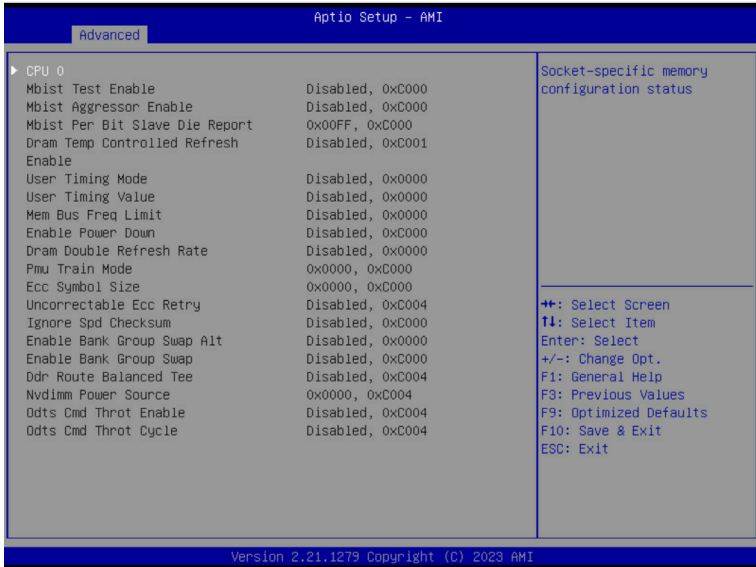 Aptio Setup – AMI
Advanced
▶ CPU 0
Mbist Test Enable Disabled, 0xC000
Mbist Aggressor Enable Disabled, 0xC000
Mbist Per Bit Slave Die Report 0x00FF, 0xC000
Dram Temp Controlled Refresh Disabled, 0xC001
Enable
User Timing Mode Disabled, 0x0000
User Timing Value Disabled, 0x0000
Mem Bus Freq Limit Disabled, 0x0000
Enable Power Down Disabled, 0x0000
Dram Double Refresh Rate Disabled, 0x0000
Pmu Train Mode 0x0000, 0xC000
Ecc Symbol Size 0x0000, 0xC000
Uncorrectable Ecc Retry Disabled, 0xC004
Ignore Spd Checksum Disabled, 0xC004
Enable Bank Group Swap Alt Disabled, 0x0000
Enable Bank Group Swap Disabled, 0x0000
Ddr Route Balanced Tee Disabled, 0xC004
Nvdimm Power Source 0x0000, 0xC004
Odts Cmd Throt Enable Disabled, 0xC004
Odts Cmd Throt Cycle Disabled, 0xC004
Socket-specific memory
configuration status
→←: Select Screen
↑↓: Select Item
Enter: Select
+/-: Change Opt.
F1: General Help
F3: Previous Values
F9: Optimized Defaults
F10: Save & Exit
ESC: Exit
Version 2.21.1279 Copyright (C) 2023 AMI